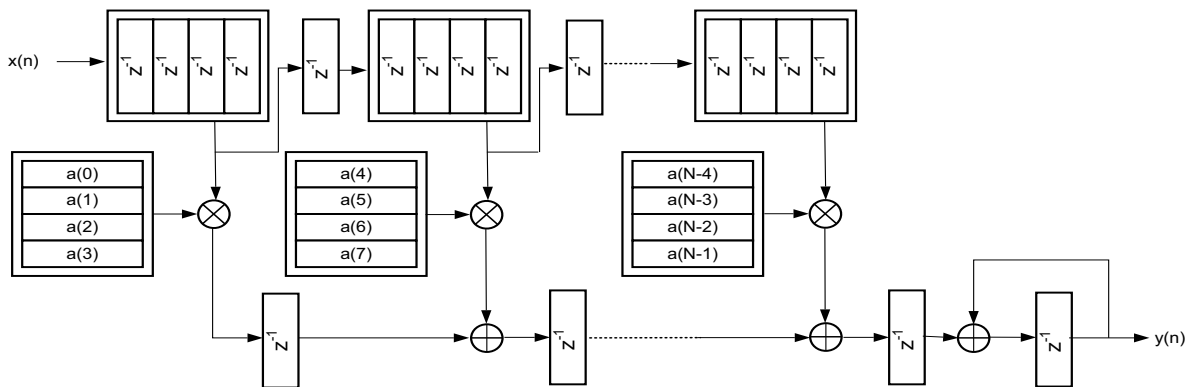 x(n)
z⁻¹ z⁻¹ z⁻¹ z⁻¹
z⁻¹
z⁻¹ z⁻¹ z⁻¹ z⁻¹
z⁻¹
z⁻¹ z⁻¹ z⁻¹ z⁻¹
a(0)
a(1)
a(2)
a(3)
a(4)
a(5)
a(6)
a(7)
a(N-4)
a(N-3)
a(N-2)
a(N-1)
z⁻¹
z⁻¹
z⁻¹
z⁻¹
y(n)